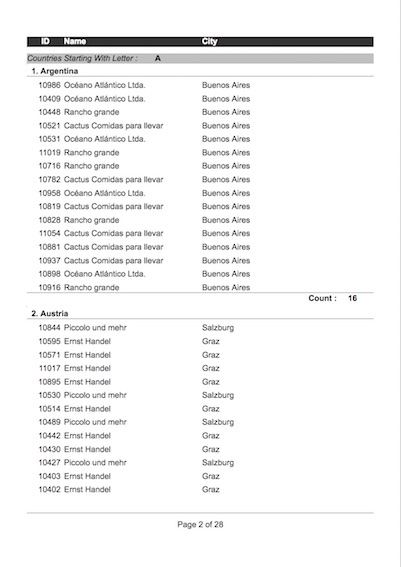 ID Name City
Countries Starting With Letter : A
1. Argentina
10986 Océano Atlántico Ltda. Buenos Aires
10409 Océano Atlántico Ltda. Buenos Aires
10448 Rancho grande Buenos Aires
10521 Cactus Comidas para llevar Buenos Aires
10531 Océano Atlántico Ltda. Buenos Aires
11019 Rancho grande Buenos Aires
10716 Rancho grande Buenos Aires
10782 Cactus Comidas para llevar Buenos Aires
10958 Océano Atlántico Ltda. Buenos Aires
10819 Cactus Comidas para llevar Buenos Aires
10828 Rancho grande Buenos Aires
11054 Cactus Comidas para llevar Buenos Aires
10881 Cactus Comidas para llevar Buenos Aires
10937 Cactus Comidas para llevar Buenos Aires
10898 Océano Atlántico Ltda. Buenos Aires
10916 Rancho grande Buenos Aires
Count : 16
2. Austria
10844 Piccolo und mehr Salzburg
10595 Ernst Handel Graz
10571 Ernst Handel Graz
11017 Ernst Handel Graz
10895 Ernst Handel Graz
10530 Piccolo und mehr Salzburg
10514 Ernst Handel Graz
10489 Piccolo und mehr Salzburg
10442 Ernst Handel Graz
10430 Ernst Handel Graz
10427 Piccolo und mehr Salzburg
10403 Ernst Handel Graz
10402 Ernst Handel Graz
Page 2 of 28